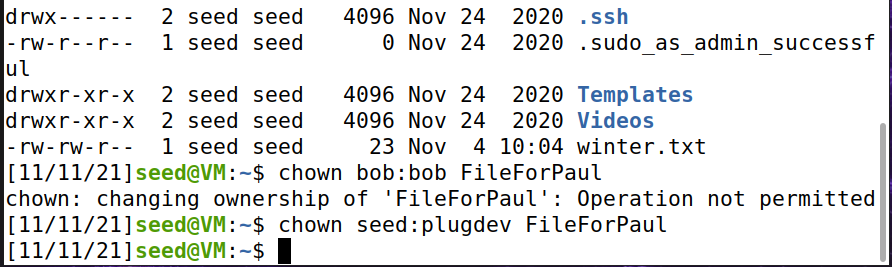 drwx------  2 seed seed   4096 Nov 24  2020 .ssh
-rw-r--r--  1 seed seed      0 Nov 24  2020 .sudo_as_admin_successf
ul
drwxr-xr-x  2 seed seed   4096 Nov 24  2020 Templates
drwxr-xr-x  2 seed seed   4096 Nov 24  2020 Videos
-rw-rw-r--  1 seed seed     23 Nov  4 10:04 winter.txt
[11/11/21]seed@VM:~$ chown bob:bob FileForPaul
chown: changing ownership of 'FileForPaul': Operation not permitted
[11/11/21]seed@VM:~$ chown seed:plugdev FileForPaul
[11/11/21]seed@VM:~$